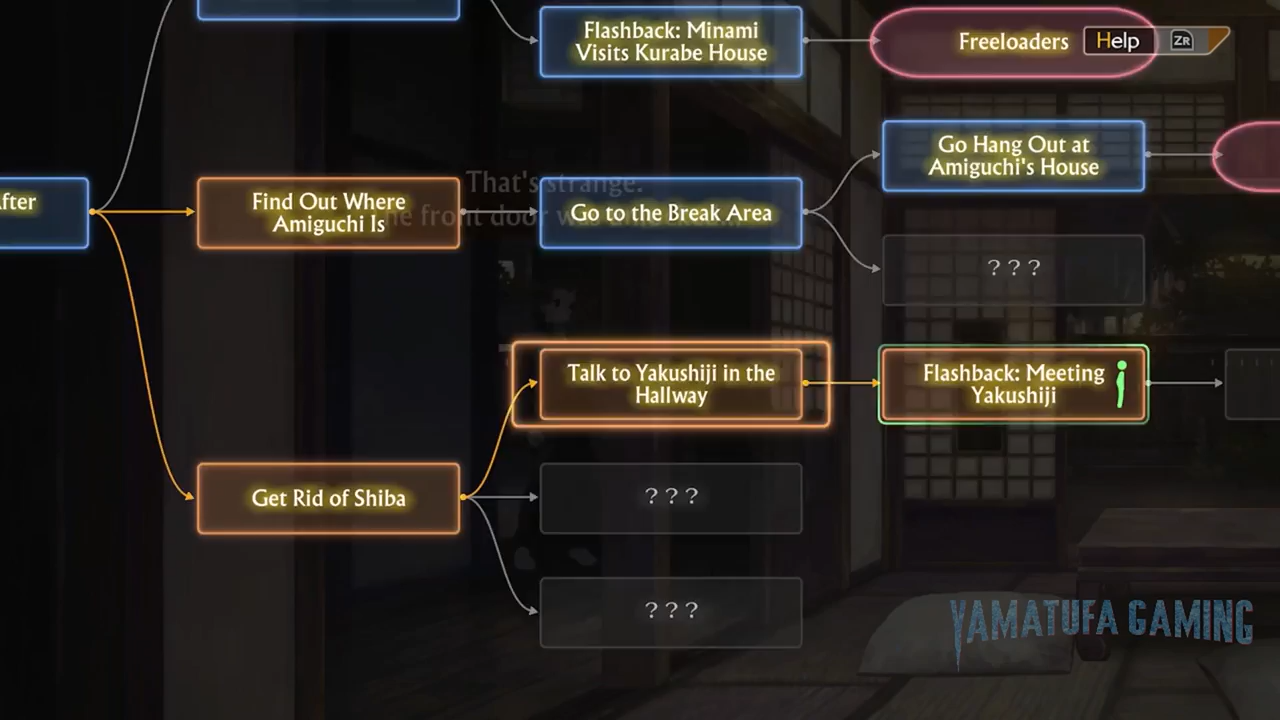 Flashback: Minami
Visits Kurabe House
Freeloaders
Help
ZR
Go Hang Out at
Amiguchi's House
Find Out Where
Amiguchi Is
That's strange.
front door
Go to the Break Area
? ? ?
Talk to Yakushiji in the
Hallway
Flashback: Meeting
Yakushiji
Get Rid of Shiba
? ? ?
? ? ?
YAMATUFA GAMING